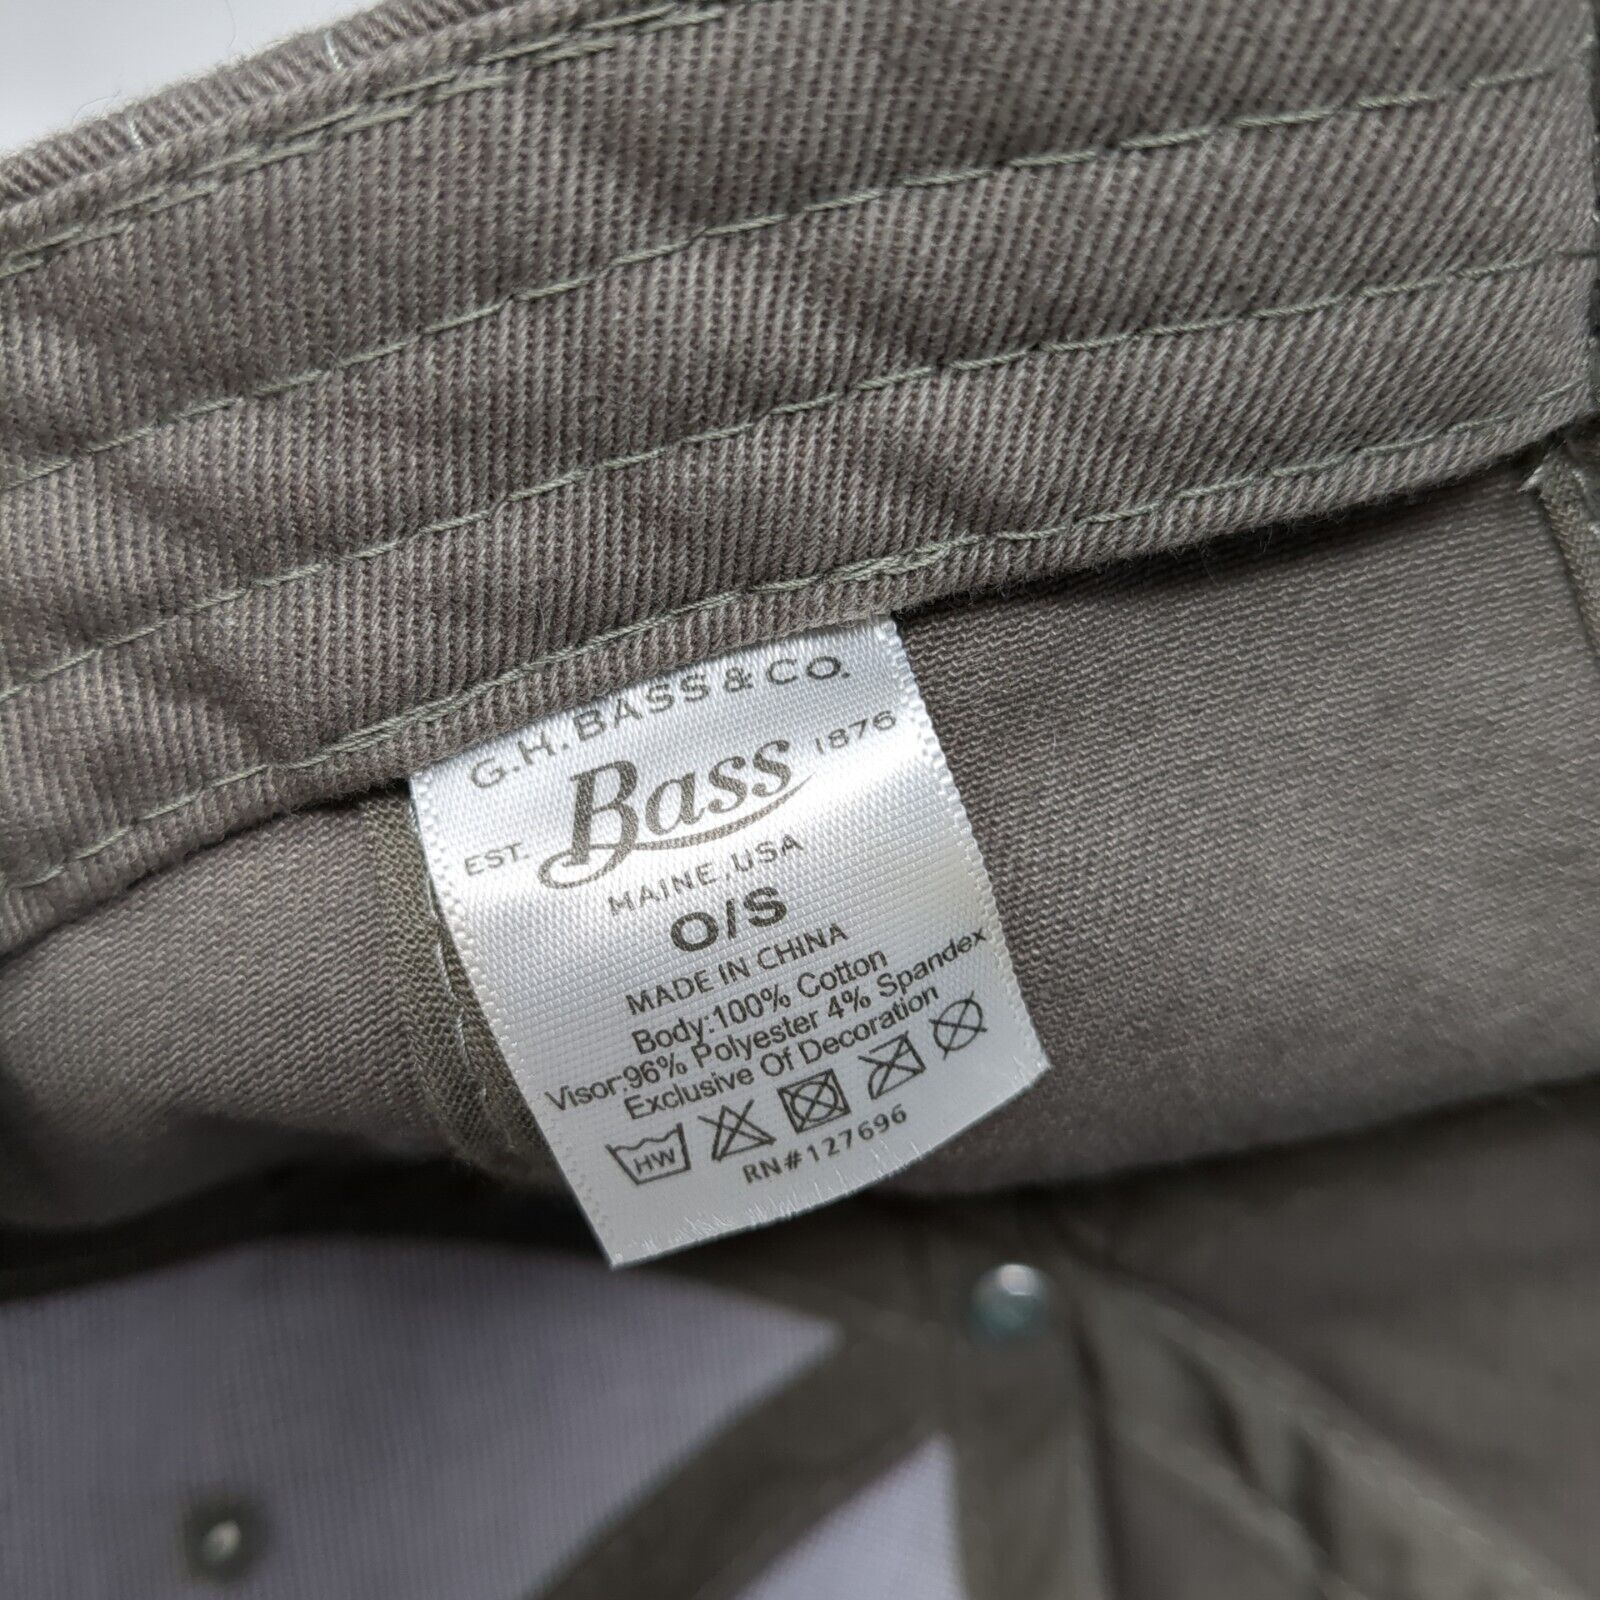 G.H.BASS&CO.
EST. Bass 1876
MAINE, USA
O/S
MADE IN CHINA
Body:100% Cotton
Visor:96% Polyester 4% Spandex
Exclusive Of Decoration
HW
RN#127696